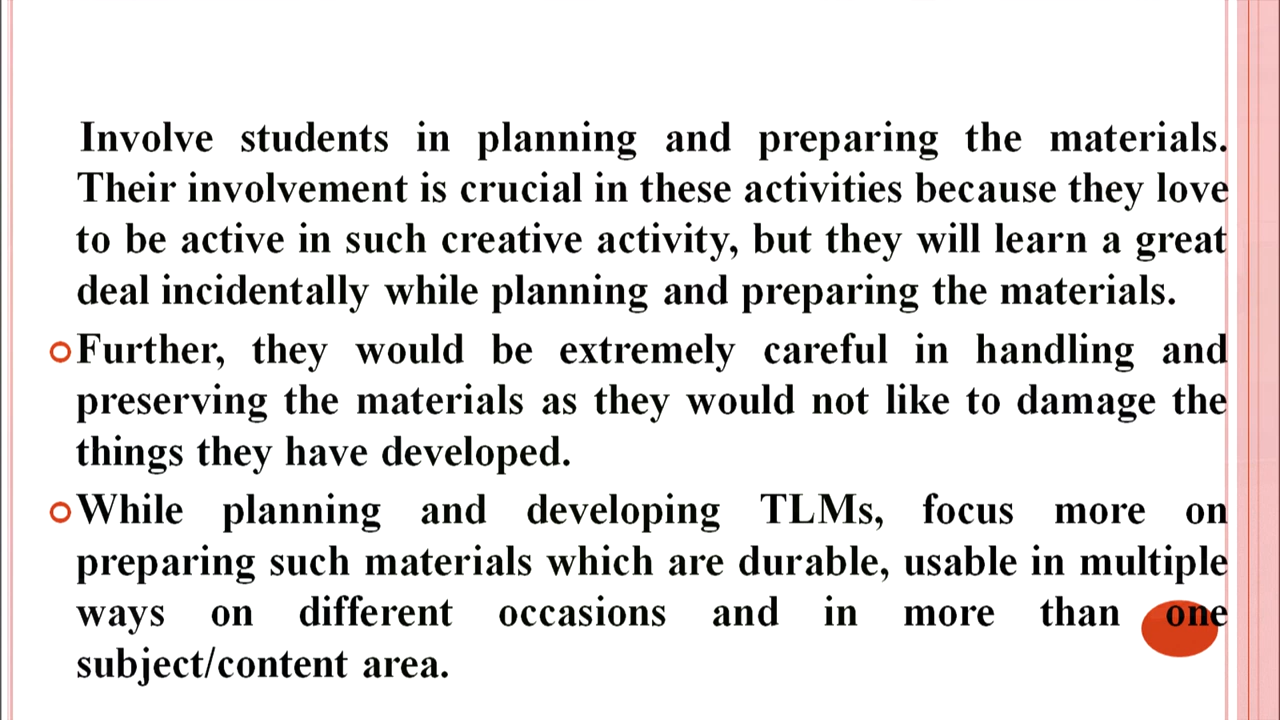 Involve students in planning and preparing the materials.
Their involvement is crucial in these activities because they love
to be active in such creative activity, but they will learn a great
deal incidentally while planning and preparing the materials.
Further, they would be extremely careful in handling and
preserving the materials as they would not like to damage the
things they have developed.
While planning and developing TLMs, focus more on
preparing such materials which are durable, usable in multiple
ways on different occasions and in more than one
subject/content area.